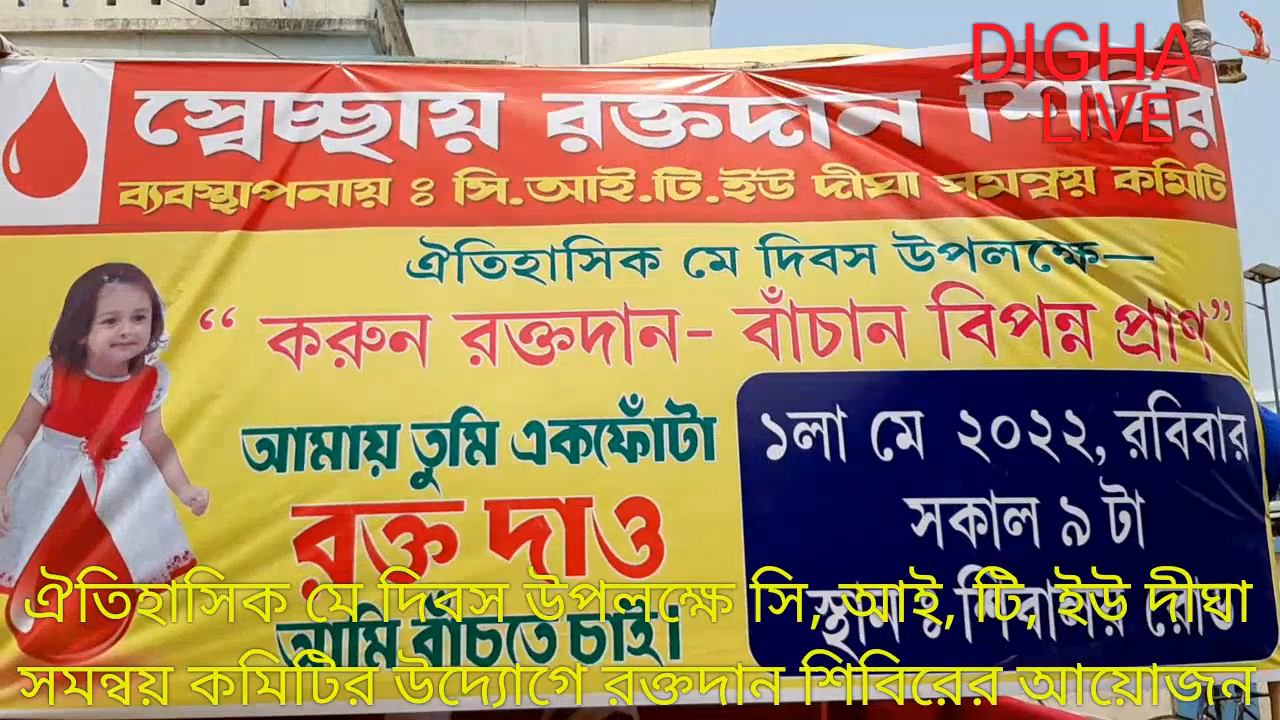 DIGHA
LIVE
স্বেচ্ছায় রক্তদান শিবির
ব্যবস্থাপনায় ঃ সি.আই.টি.ইউ দীঘা সমন্বয় কমিটি
ঐতিহাসিক মে দিবস উপলক্ষে—
“ করুন রক্তদান- বাঁচান বিপন্ন প্রাণ”
আমায় তুমি একফোঁটা
রক্ত দাও
আমি বাঁচতে চাই।
১লা মে ২০২২, রবিবার
সকাল ৯ টা
স্থান ঃ রোড
ঐতিহাসিক মে দিবস উপলক্ষে সি, আই, টি, ইউ দীঘা
সমন্বয় কমিটির উদ্যোগে রক্তদান শিবিরের আয়োজন